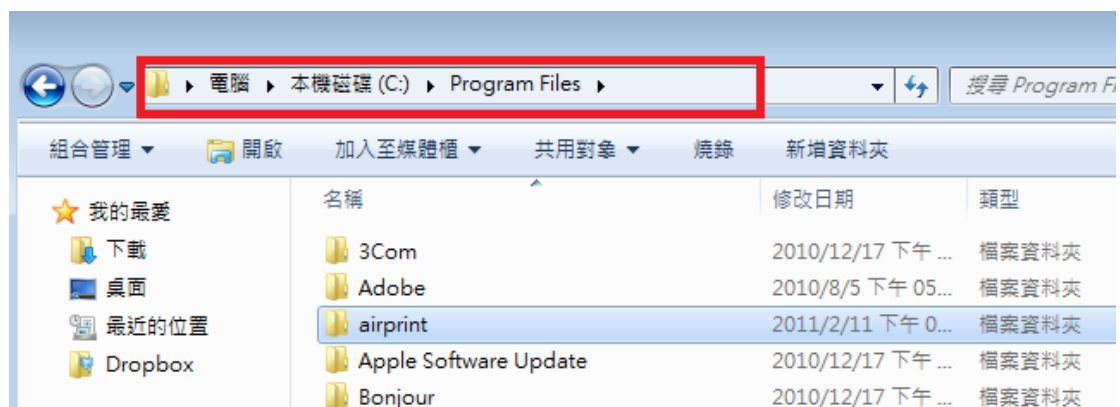 電腦 本機磁碟 (C:) Program Files 搜尋 Program Fi
組合管理 開啟 加入至媒體櫃 共用對象 燒錄 新增資料夾
我的最愛
下載
桌面
最近的位置
Dropbox
名稱 修改日期 類型
3Com 2010/12/17 下午 ... 檔案資料夾
Adobe 2010/8/5 下午 05... 檔案資料夾
airprint 2011/2/11 下午 0... 檔案資料夾
Apple Software Update 2010/12/17 下午 ... 檔案資料夾
Bonjour 2010/12/17 下午 ... 檔案資料夾